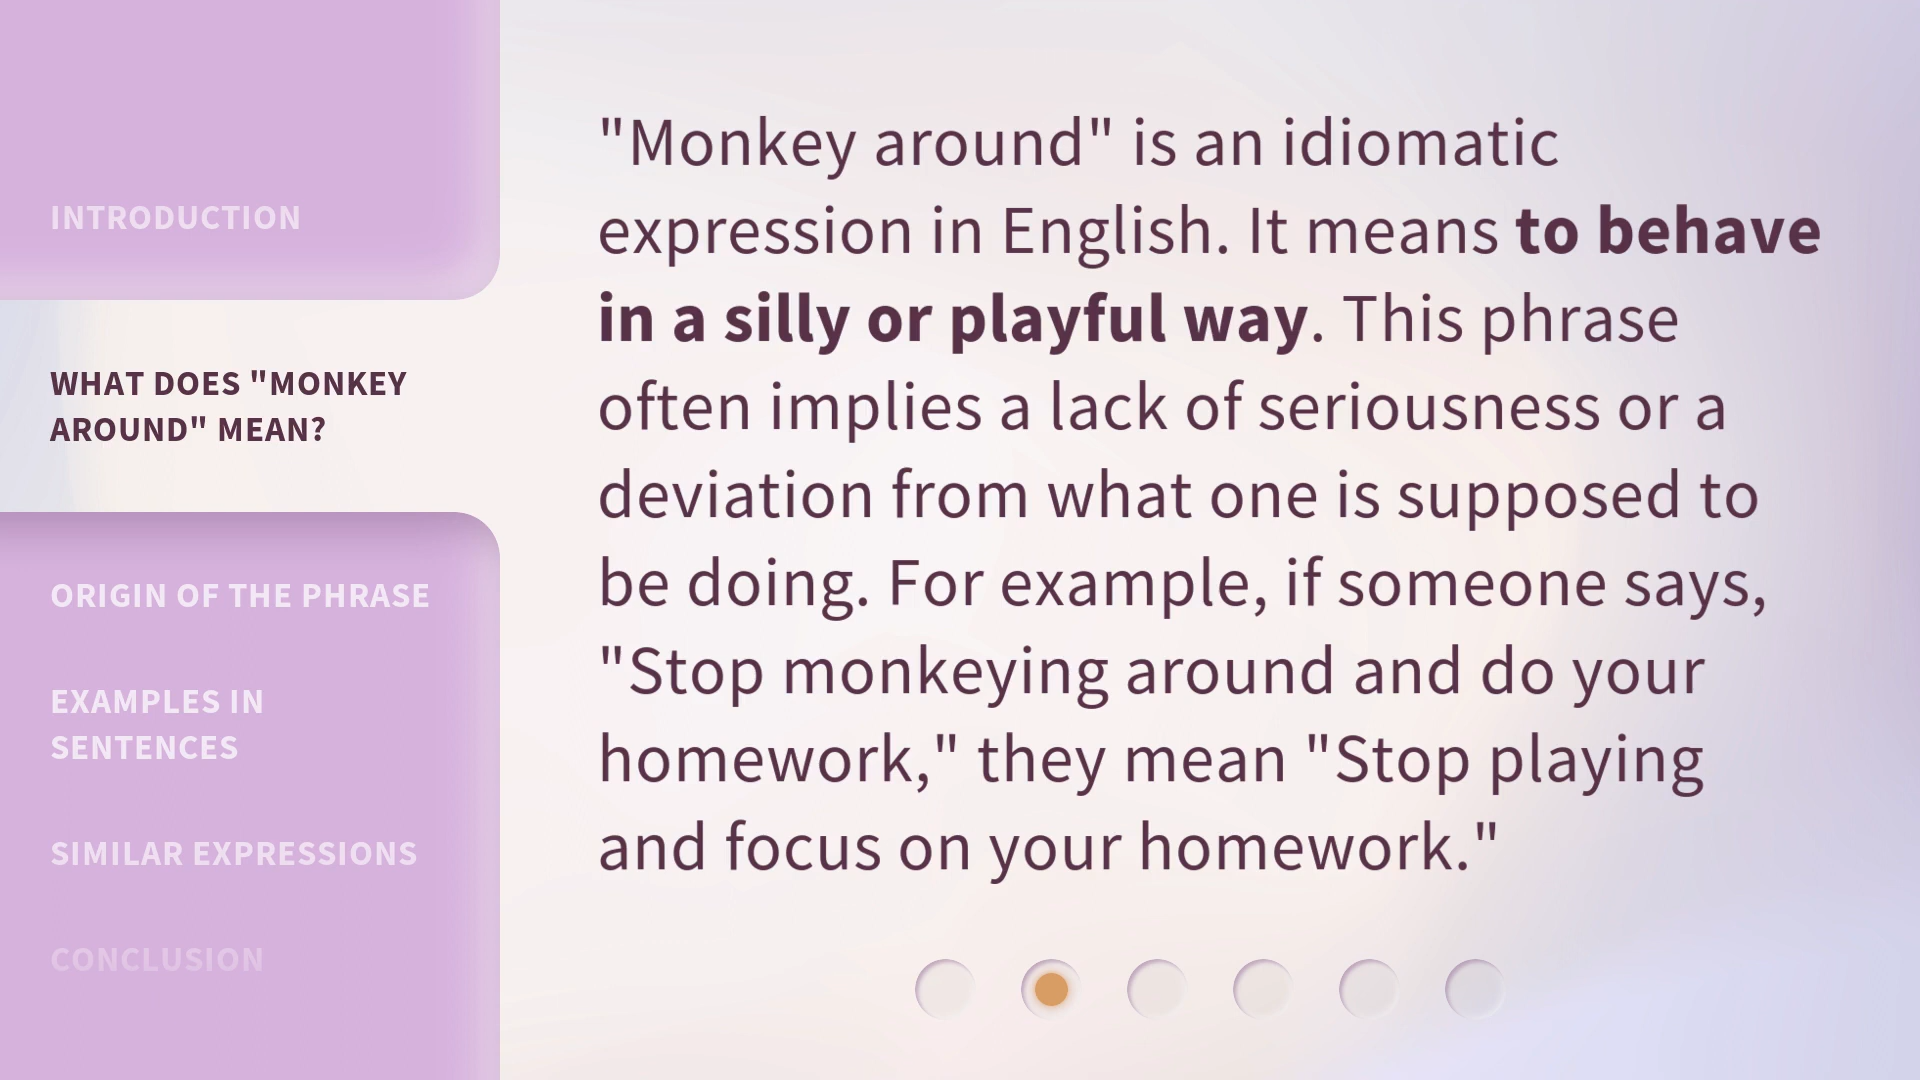 INTRODUCTION
WHAT DOES "MONKEY
AROUND" MEAN?
ORIGIN OF THE PHRASE
EXAMPLES IN
SENTENCES
SIMILAR EXPRESSIONS
CONCLUSION
"Monkey around" is an idiomatic
expression in English. It means to behave
in a silly or playful way. This phrase
often implies a lack of seriousness or a
deviation from what one is supposed to
be doing. For example, if someone says,
"Stop monkeying around and do your
homework," they mean "Stop playing
and focus on your homework."